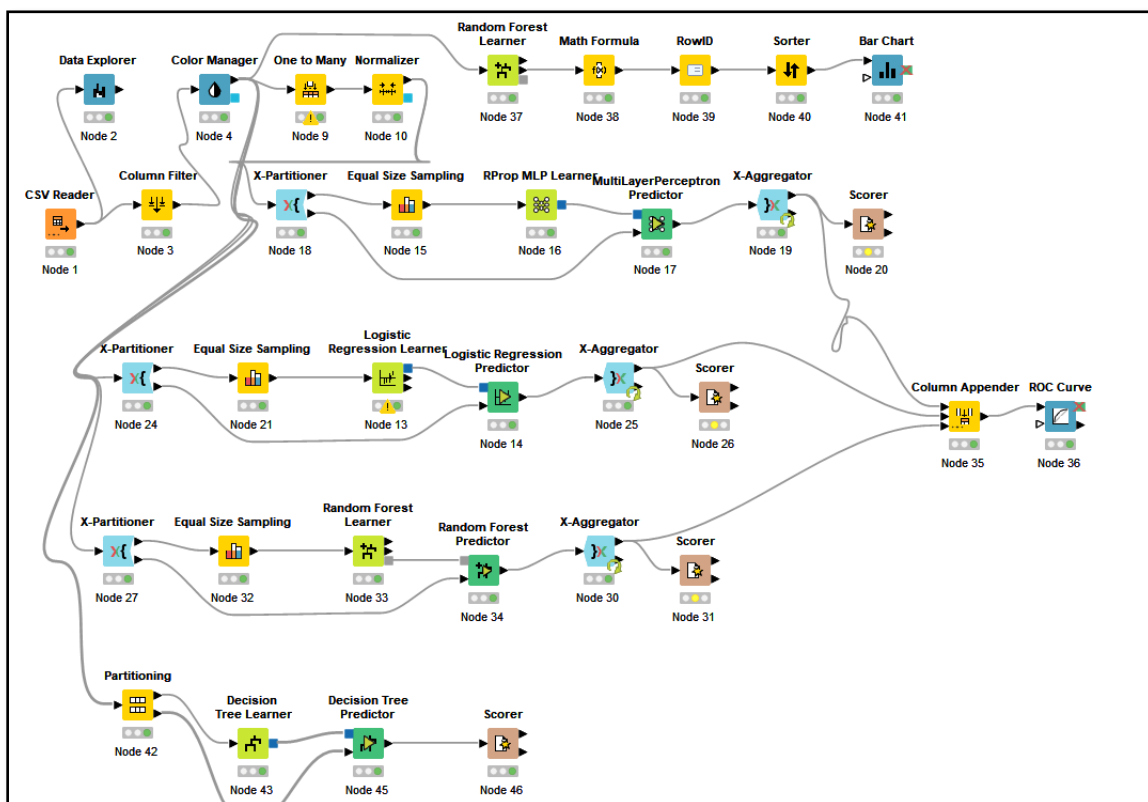 Random Forest
Learner
Math Formula
RowID
Sorter
Bar Chart
Data Explorer
Color Manager
One to Many
Normalizer
Node 37
Node 38
Node 39
Node 40
Node 41
Node 2
Node 4
Node 9
Node 10
CSV Reader
Column Filter
X-Partitioner
Equal Size Sampling
RProp MLP Learner
MultiLayerPerceptron
Predictor
X-Aggregator
Scorer
Node 1
Node 3
Node 18
Node 15
Node 16
Node 17
Node 19
Node 20
X-Partitioner
Equal Size Sampling
Logistic
Regression Learner
Logistic Regression
Predictor
X-Aggregator
Scorer
Column Appender
ROC Curve
Node 24
Node 21
Node 13
Node 14
Node 25
Node 26
Node 35
Node 36
X-Partitioner
Equal Size Sampling
Random Forest
Learner
Random Forest
Predictor
X-Aggregator
Scorer
Node 27
Node 32
Node 33
Node 34
Node 30
Node 31
Partitioning
Decision
Tree Learner
Decision Tree
Predictor
Scorer
Node 42
Node 43
Node 45
Node 46